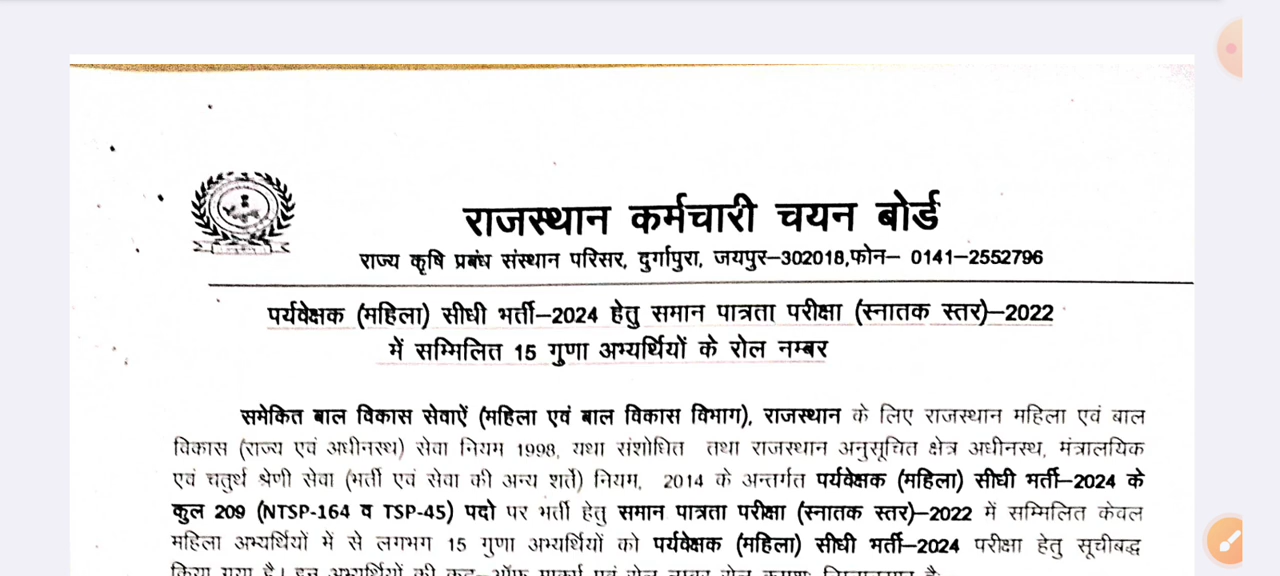 राजस्थान कर्मचारी चयन बोर्ड
राज्य कृषि प्रबंध संस्थान परिसर, दुर्गापुरा, जयपुर–302018,फोन– 0141–2552796
पर्यवेक्षक (महिला) सीधी भर्ती–2024 हेतु समान पात्रता परीक्षा (स्नातक स्तर)–2022
में सम्मिलित 15 गुणा अभ्यर्थियों के रोल नम्बर
समेकित बाल विकास सेवाऐं (महिला एवं बाल विकास विभाग), राजस्थान के लिए राजस्थान महिला एवं बाल
विकास (राज्य एवं अधीनस्थ) सेवा नियम 1998, यथा संशोधित तथा राजस्थान अनुसूचित क्षेत्र अधीनस्थ, मंत्रालयिक
एवं चतुर्थ श्रेणी सेवा (भर्ती एवं सेवा की अन्य शर्ते) नियम, 2014 के अन्तर्गत पर्यवेक्षक (महिला) सीधी भर्ती–2024 के
कुल 209 (NTSP-164 व TSP-45) पदो पर भर्ती हेतु समान पात्रता परीक्षा (स्नातक स्तर)–2022 में सम्मिलित केवल
महिला अभ्यर्थियों में से लगभग 15 गुणा अभ्यर्थियों को पर्यवेक्षक (महिला) सीधी भर्ती–2024 परीक्षा हेतु सूचीबद्ध
किया गया है। इन अभ्यर्थियों की